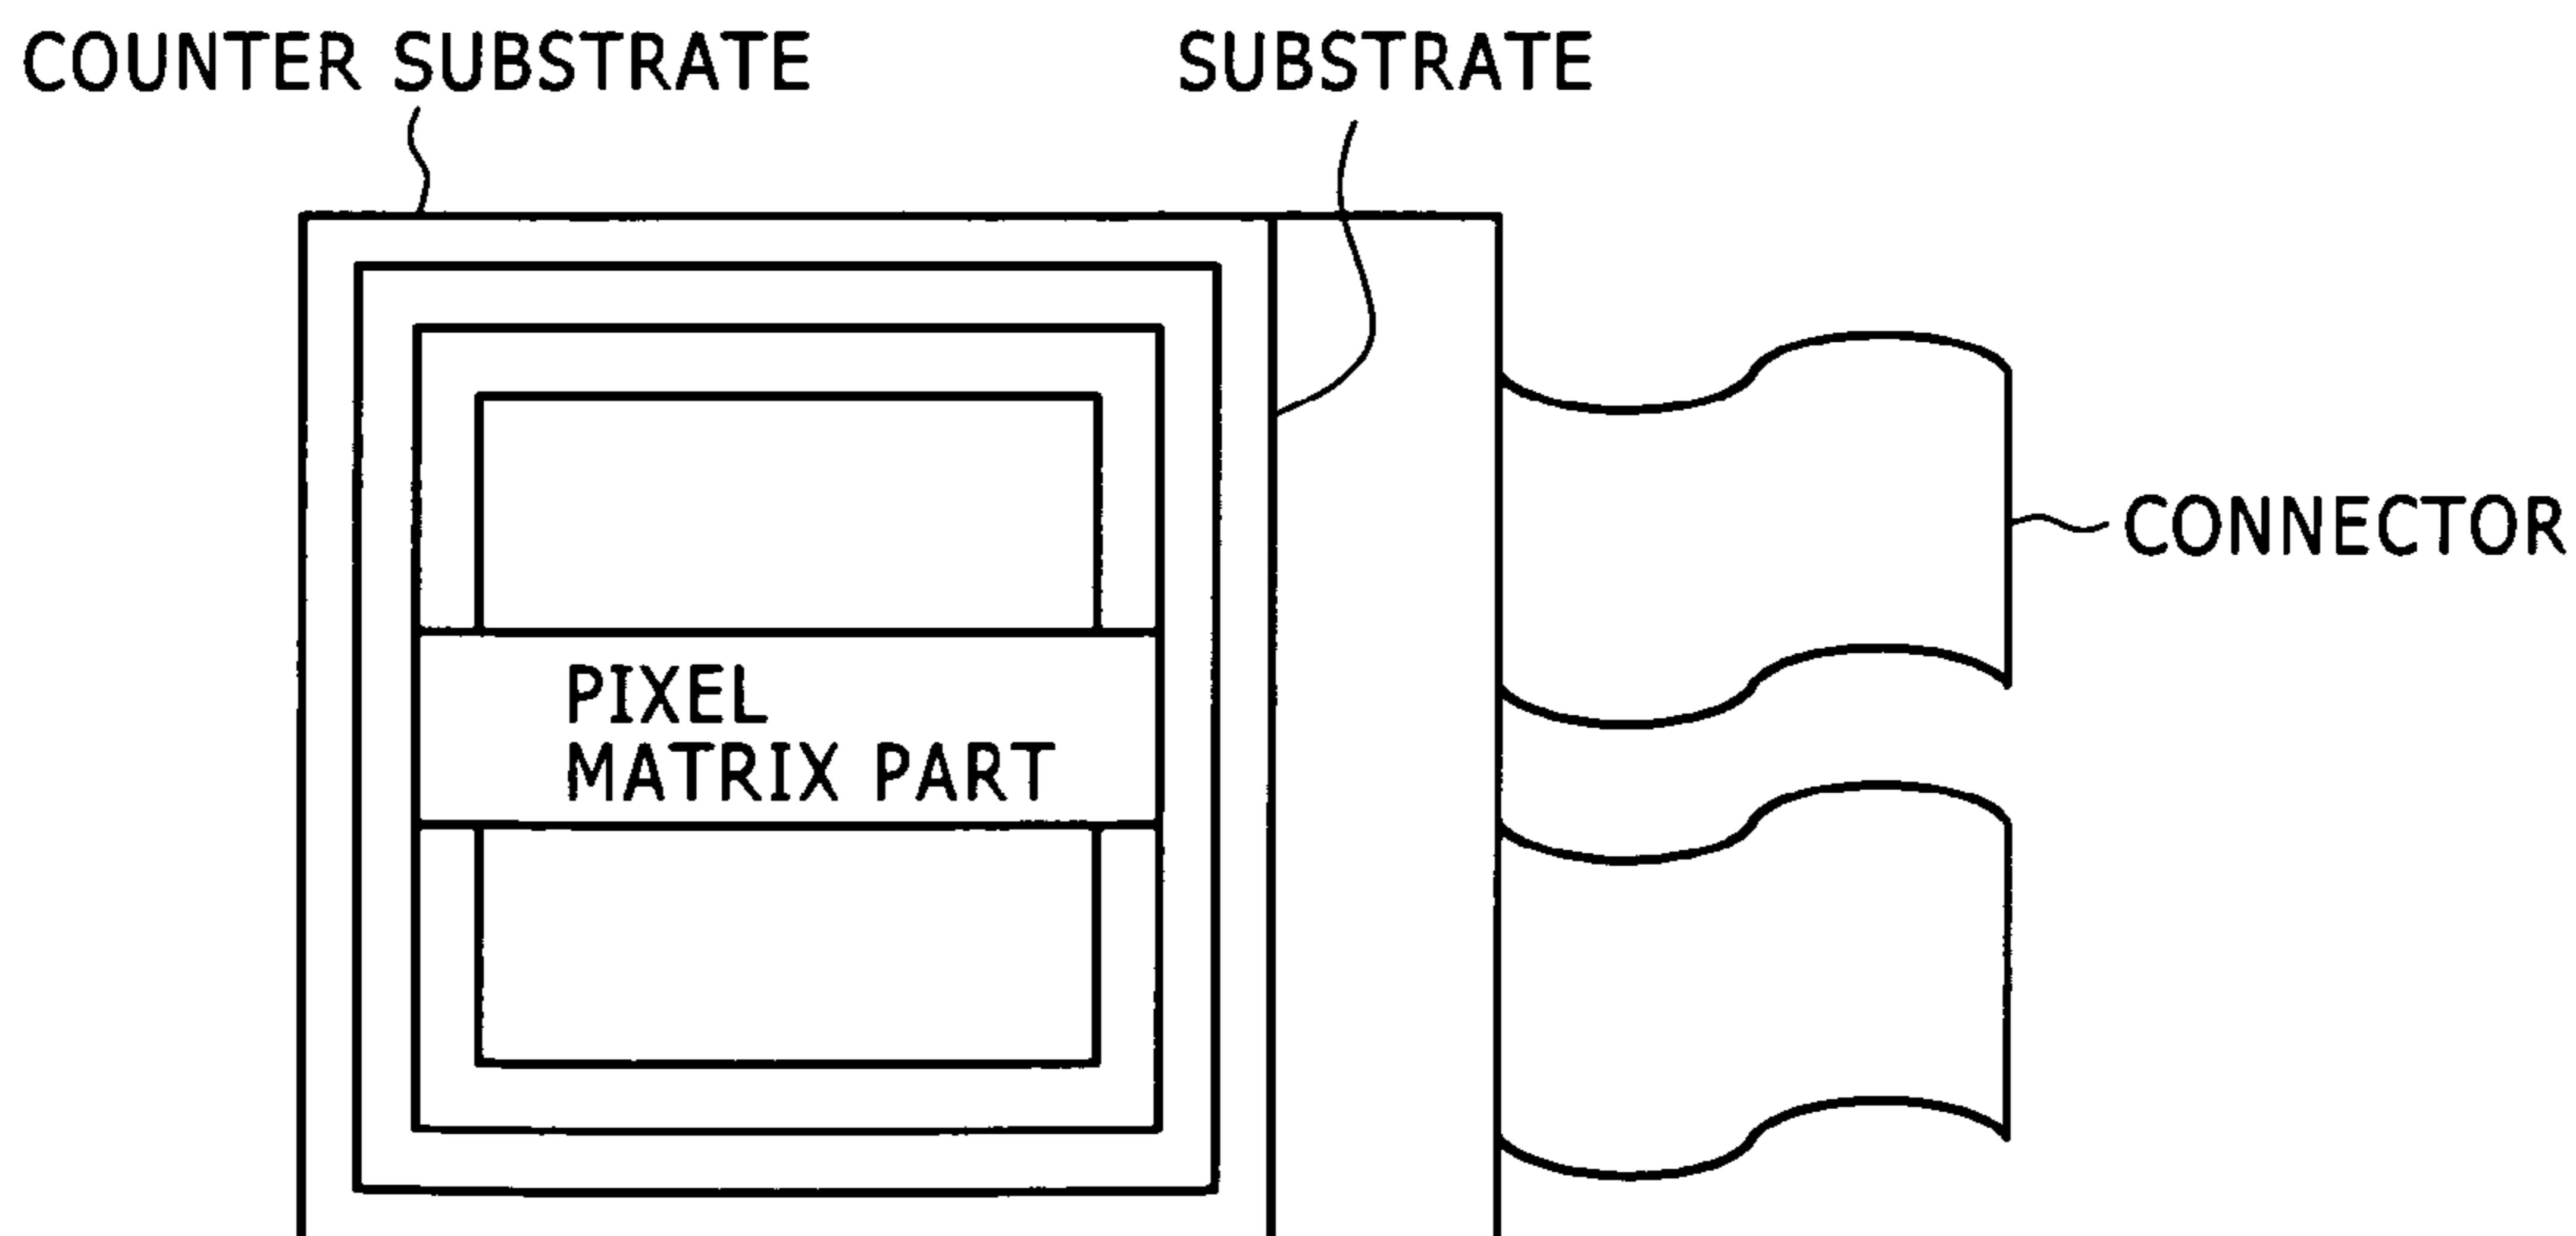 COUNTER SUBSTRATE
SUBSTRATE
CONNECTOR
PIXEL
MATRIX PART